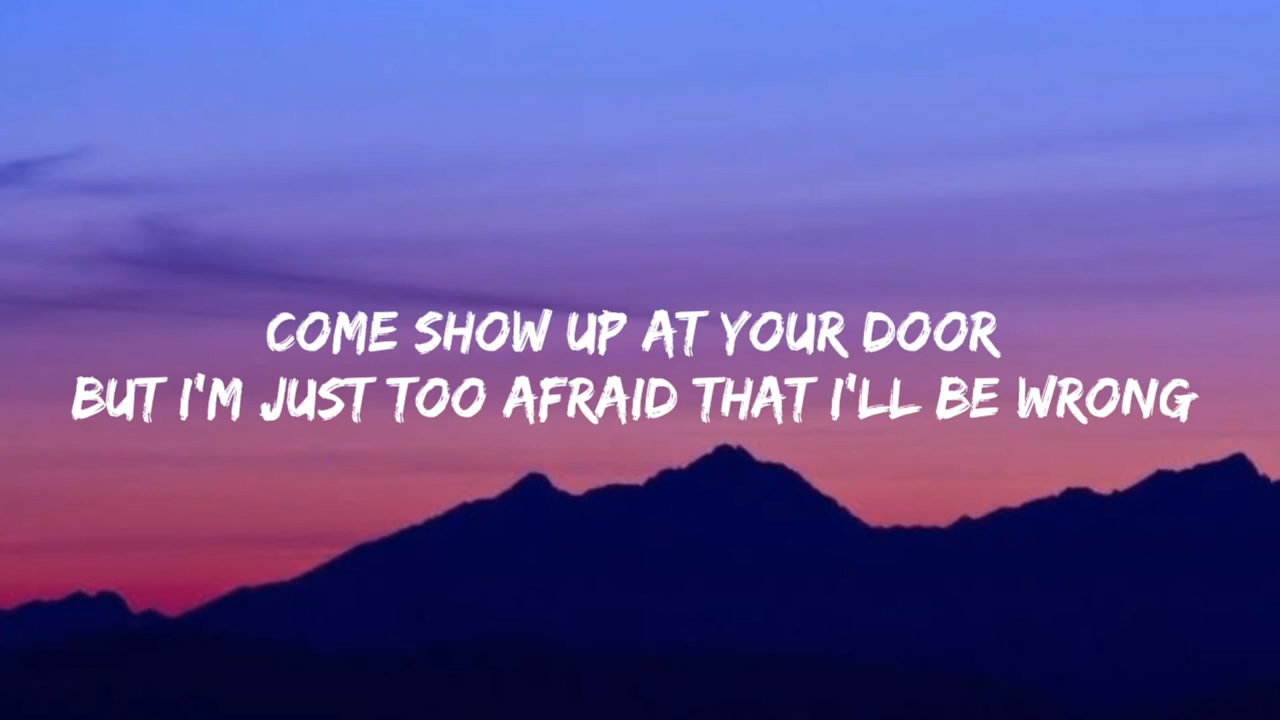 COME SHOW UP AT YOUR DOOR
BUT I'M JUST TOO AFRAID THAT I'LL BE WRONG